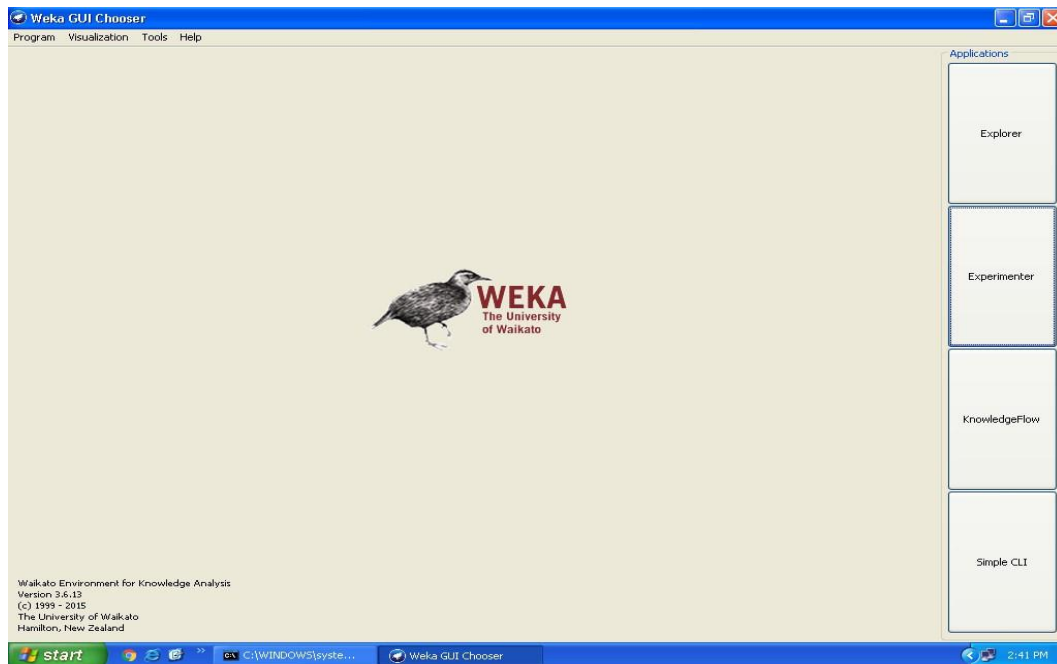 Weka GUI Chooser
Program Visualization Tools Help
Applications
Explorer
Experimenter
WEKA
The University
of Waikato
KnowledgeFlow
Simple CLI
Waikato Environment for Knowledge Analysis
Version 3.6.13
(c) 1999 - 2015
The University of Waikato
Hamilton, New Zealand
start
C:\WINDOWS\syste...
Weka GUI Chooser
2:41 PM